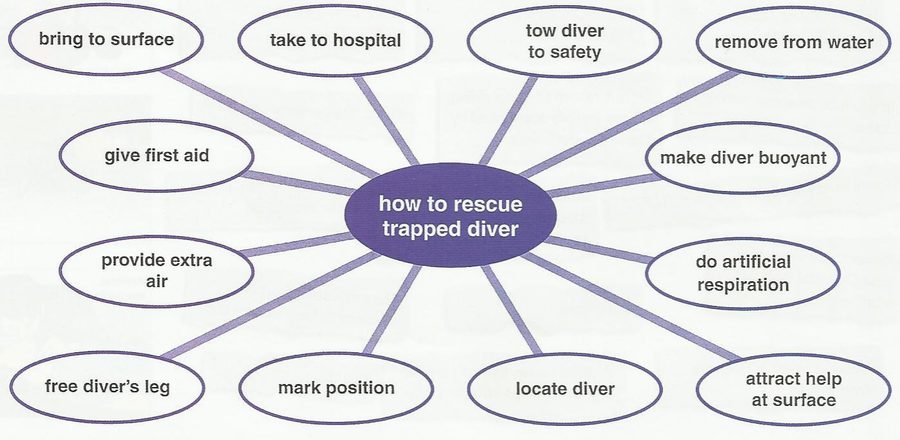 bring to surface
take to hospital
tow diver
to safety
remove from water
give first aid
make diver buoyant
how to rescue
trapped diver
provide extra
air
do artificial
respiration
free diver's leg
mark position
locate diver
attract help
at surface